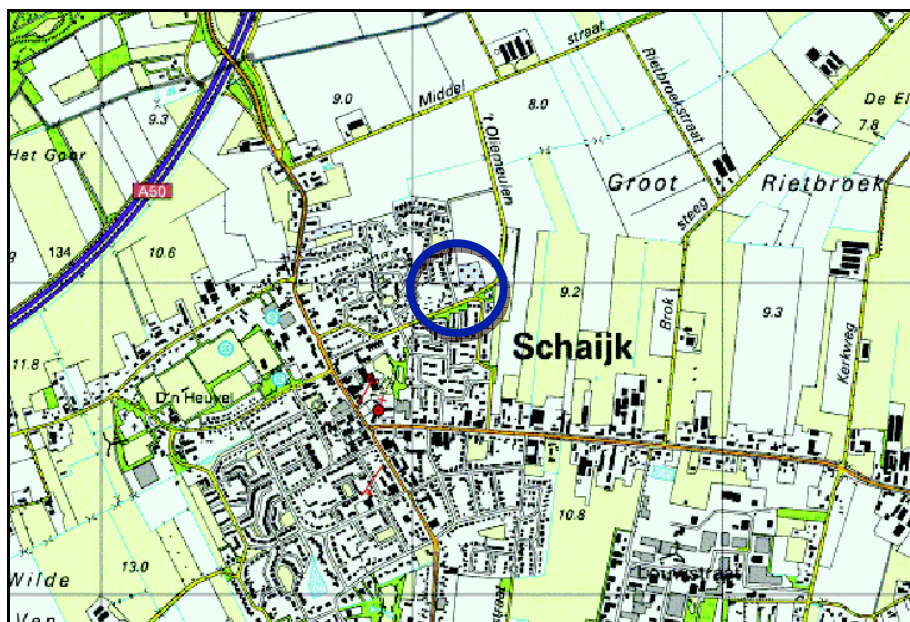 straat
Middel
Rietbroekstraat
9.0
8.0
De El
7.8
9.3
't Oliemeulen
Het Goor
A50
Groot
Rietbroek
steeg
134
10.6
9.2
9.3
Brok
Schaijk
Kerkweg
11.8
D'n Heuvel
10.8
13.0
Wilde
Ven